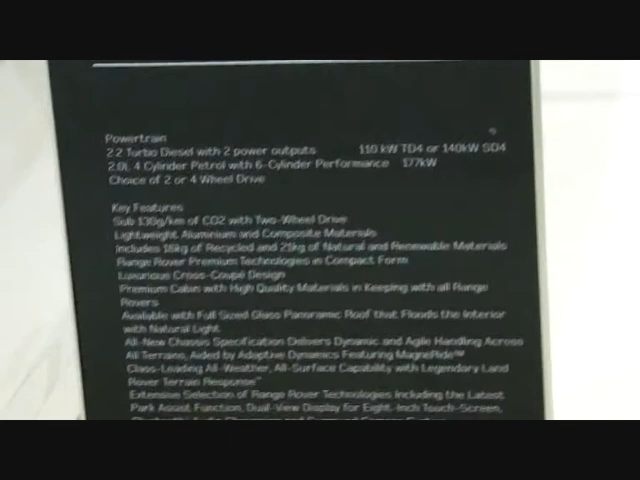 Powertrain
2.2 Turbo Diesel with 2 power outputs 110 kW TD4 or 140kW SD4
2.0L 4 Cylinder Petrol with 6-Cylinder Performance 177kW
Choice of 2 or 4 Wheel Drive
Key Features
Sub 130g/km of CO2 with Two-Wheel Drive
Lightweight Aluminium and Composite Materials
Includes 16kg of Recycled and 21kg of Natural and Renewable Materials
Range Rover Premium Technologies in Compact Form
Luxurious Cross-Coupé Design
Premium Cabin with High Quality Materials in Keeping with all Range
Rovers
Available with Full Sized Glass Panoramic Roof that Floods the Interior
with Natural Light
All-New Chassis Specification Delivers Dynamic and Agile Handling Across
All Terrains, Aided by Adaptive Dynamics Featuring MagneRide™
Class-Leading All-Weather, All-Surface Capability with Legendary Land
Rover Terrain Response™
Extensive Selection of Range Rover Technologies Including the Latest
Park Assist Function, Dual-View Display for Eight-Inch Touch-Screen,